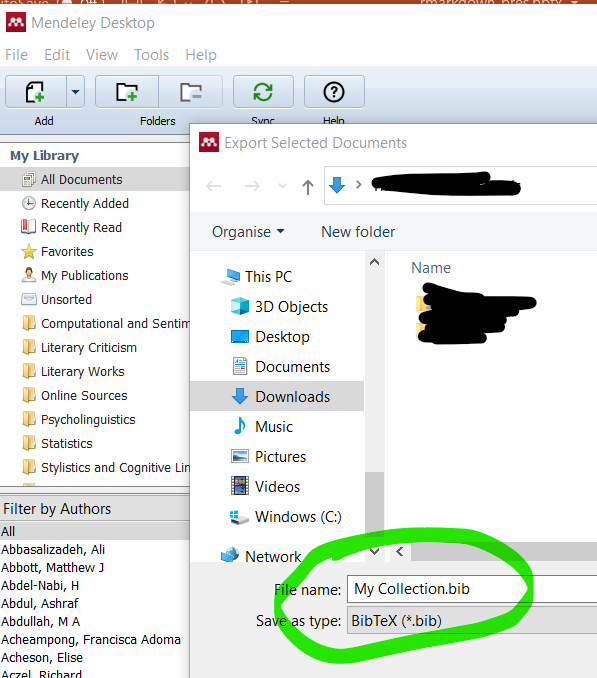 Mendeley Desktop
File Edit View Tools Help
Add Folders Sync Help
My Library
All Documents
Recently Added
Recently Read
Favorites
My Publications
Unsorted
Computational and Sentim
Literary Criticism
Literary Works
Online Sources
Psycholinguistics
Statistics
Stylistics and Cognitive Lin
Filter by Authors
All
Abbasalizadeh, Ali
Abbott, Matthew J
Abdel-Nabi, H
Abdul, Ashraf
Abdullah, M A
Acheampong, Francisca Adoma
Acheson, Elise
Aczel, Richard
Export Selected Documents
Organise New folder
This PC
3D Objects
Desktop
Documents
Downloads
Music
Pictures
Videos
Windows (C:)
Network
Name
File name: My Collection.bib
Save as type: BibTeX (*.bib)